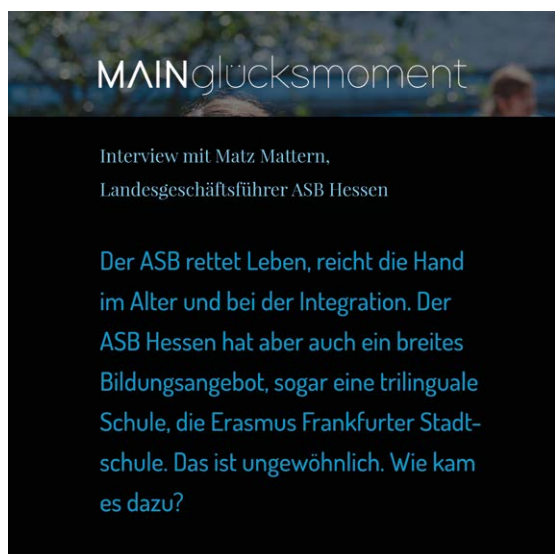 MAINglücksmoment
Interview mit Matz Mattern,
Landesgeschäftsführer ASB Hessen
Der ASB rettet Leben, reicht die Hand
im Alter und bei der Integration. Der
ASB Hessen hat aber auch ein breites
Bildungsangebot, sogar eine trilinguale
Schule, die Erasmus Frankfurter Stadt-
schule. Das ist ungewöhnlich. Wie kam
es dazu?